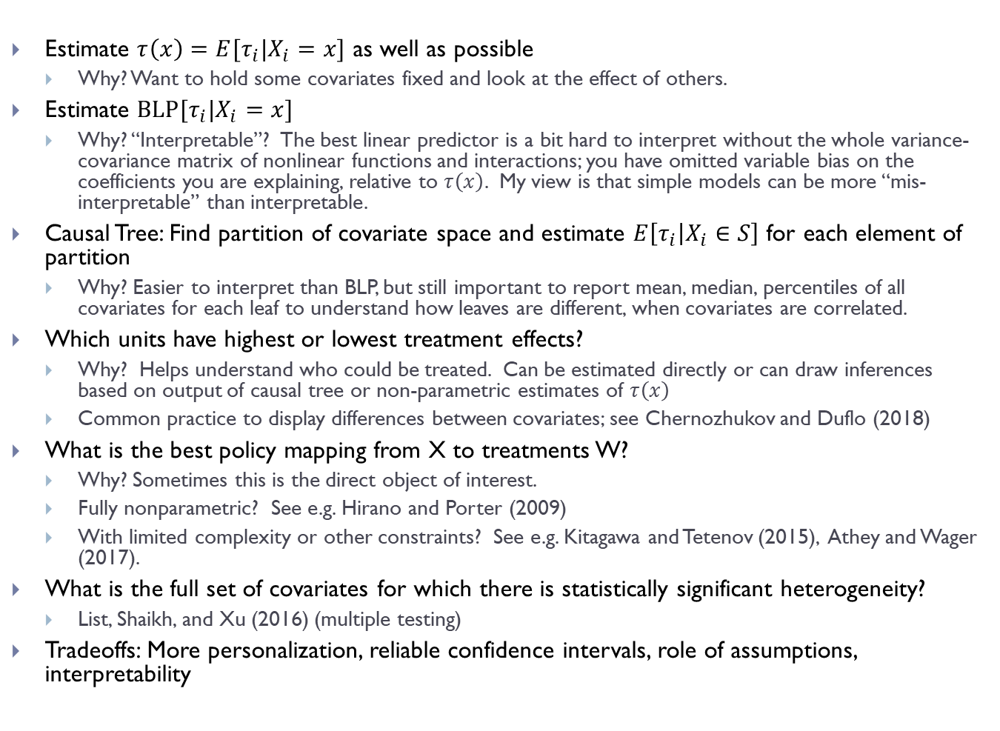 Estimate τ(x) = E[τᵢ|Xᵢ = x] as well as possible
Why? Want to hold some covariates fixed and look at the effect of others.
Estimate BLP[τᵢ|Xᵢ = x]
Why? “Interpretable”?  The best linear predictor is a bit hard to interpret without the whole variance-
covariance matrix of nonlinear functions and interactions; you have omitted variable bias on the
coefficients you are explaining, relative to τ(x).  My view is that simple models can be more “mis-
interpretable” than interpretable.
Causal Tree: Find partition of covariate space and estimate E[τᵢ|Xᵢ ∈ S] for each element of
partition
Why? Easier to interpret than BLP, but still important to report mean, median, percentiles of all
covariates for each leaf to understand how leaves are different, when covariates are correlated.
Which units have highest or lowest treatment effects?
Why?  Helps understand who could be treated.  Can be estimated directly or can draw inferences
based on output of causal tree or non-parametric estimates of τ(x)
Common practice to display differences between covariates; see Chernozhukov and Duflo (2018)
What is the best policy mapping from X to treatments W?
Why? Sometimes this is the direct object of interest.
Fully nonparametric?  See e.g. Hirano and Porter (2009)
With limited complexity or other constraints?  See e.g. Kitagawa and Tetenov (2015), Athey and Wager
(2017).
What is the full set of covariates for which there is statistically significant heterogeneity?
List, Shaikh, and Xu (2016) (multiple testing)
Tradeoffs: More personalization, reliable confidence intervals, role of assumptions,
interpretability